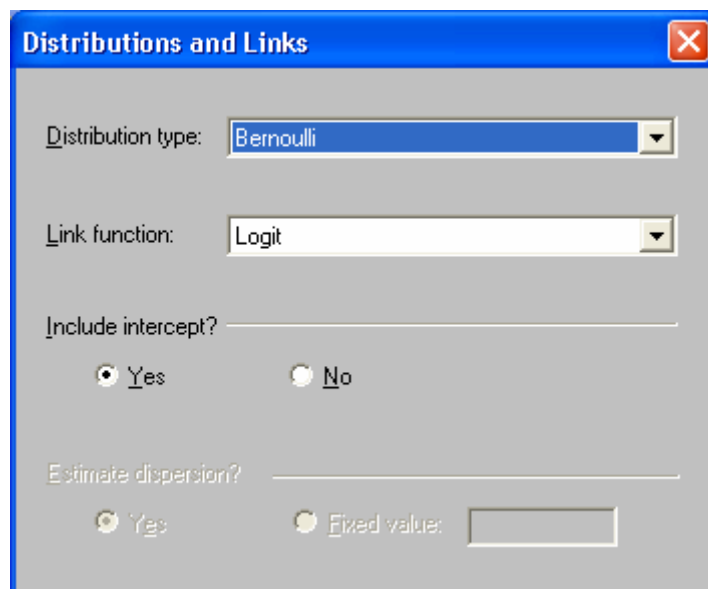 Distributions and Links
Distribution type: Bernoulli
Link function: Logit
Include intercept?
Yes No
Estimate dispersion?
Yes Fixed value: